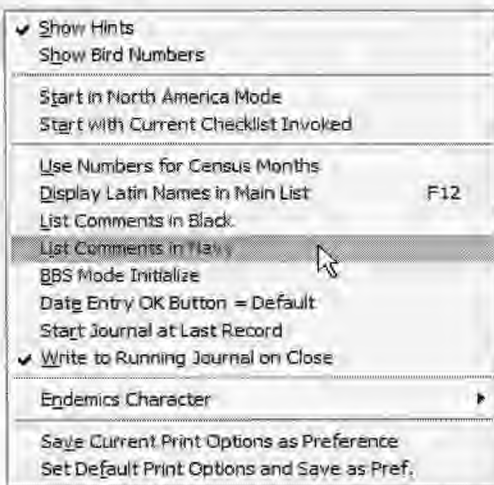 Show Hints
Show Bird Numbers
Start in North America Mode
Start with Current Checklist Invoked
Use Numbers for Census Months
Display Latin Names in Main List F12
List Comments in Black
List Comments in Navy
BBS Mode Initialize
Date Entry OK Button = Default
Start Journal at Last Record
Write to Running Journal on Close
Endemics Character
Save Current Print Options as Preference
Set Default Print Options and Save as Pref.